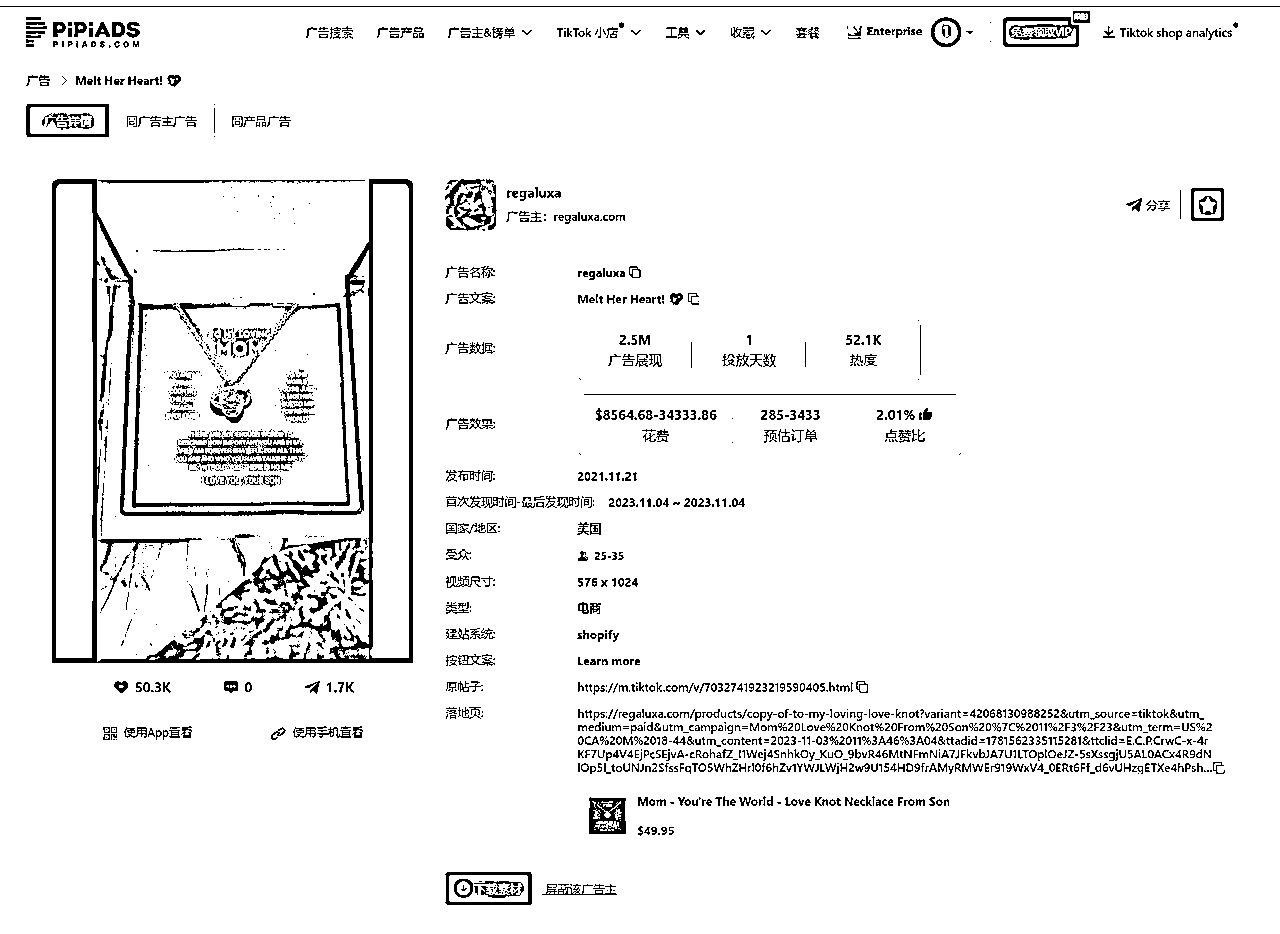 PiPiADS
PIPIADS.COM
广告搜索 广告产品 广告主&榜单 TikTok 小店 工具 收藏 套餐 Enterprise 免费领取VIP Tiktok shop analytics
广告 > Melt Her Heart!
广告详情 同广告主广告 同产品广告
regaluxa
广告主: regaluxa.com
分享
MOM
I LOVE YOU, YOUR SON
广告名称: regaluxa
广告文案: Melt Her Heart!
广告数据:
2.5M 1 52.1K
广告展现 投放天数 热度
广告效果:
$8564.68-34333.86 285-3433 2.01%
花费 预估订单 点赞比
发布时间: 2021.11.21
首次发现时间-最后发现时间: 2023.11.04 ~ 2023.11.04
国家/地区: 美国
受众: 25-35
视频尺寸: 576 x 1024
类型: 电商
建站系统: shopify
按钮文案: Learn more
原帖子: https://m.tiktok.com/v/7032741923219590405.html
落地页: https://regaluxa.com/products/copy-of-to-my-loving-love-knot?variant=42068130988252&utm_source=tiktok&utm_
medium=paid&utm_campaign=Mom%20Love%20Knot%20From%20Son%20%7C%2011%2F3%2F23&utm_term=US%2
0CA%20M%2018-44&utm_content=2023-11-03%2011%3A46%3A04&ttadid=1781562335115281&ttclid=E.C.P.CrwC-x-4r
50.3K 0 1.7K
使用App查看 使用手机查看
Mom - You're The World - Love Knot Necklace From Son
$49.95
下载素材 屏蔽该广告主